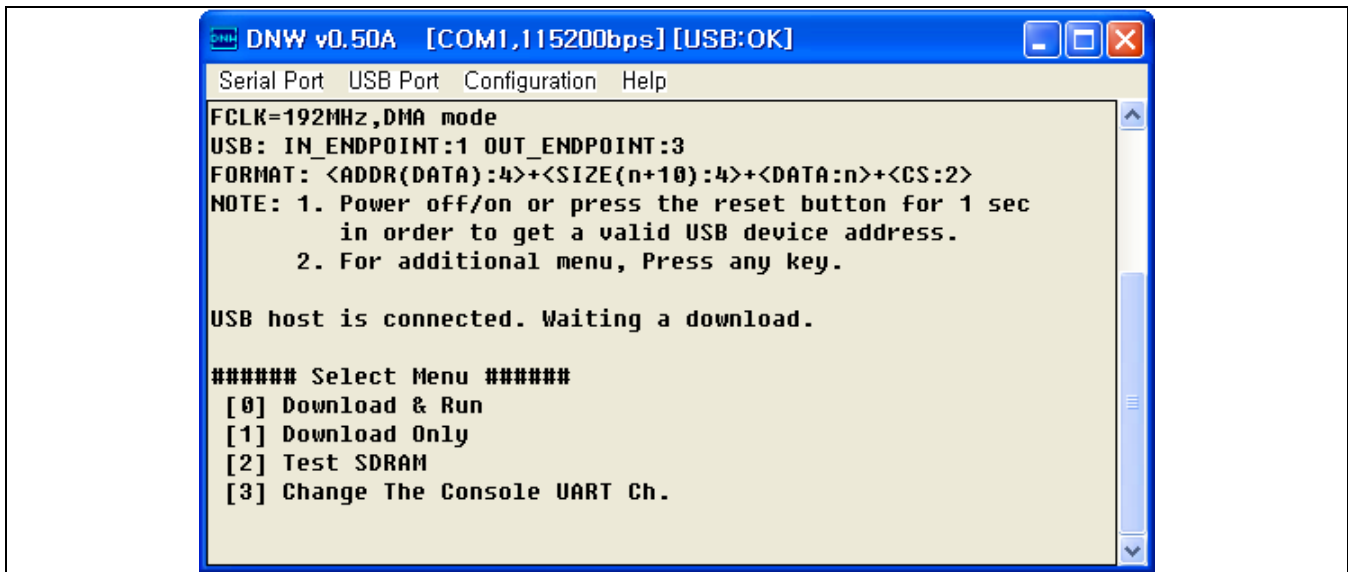 DNW v0.50A [COM1,115200bps][USB:OK]
Serial Port USB Port Configuration Help
FCLK=192MHz,DMA mode
USB: IN_ENDPOINT:1 OUT_ENDPOINT:3
FORMAT: <ADDR(DATA):4>+<SIZE(n+10):4>+<DATA:n>+<CS:2>
NOTE: 1. Power off/on or press the reset button for 1 sec
in order to get a valid USB device address.
2. For additional menu, Press any key.
USB host is connected. Waiting a download.
###### Select Menu ######
[0] Download & Run
[1] Download Only
[2] Test SDRAM
[3] Change The Console UART Ch.